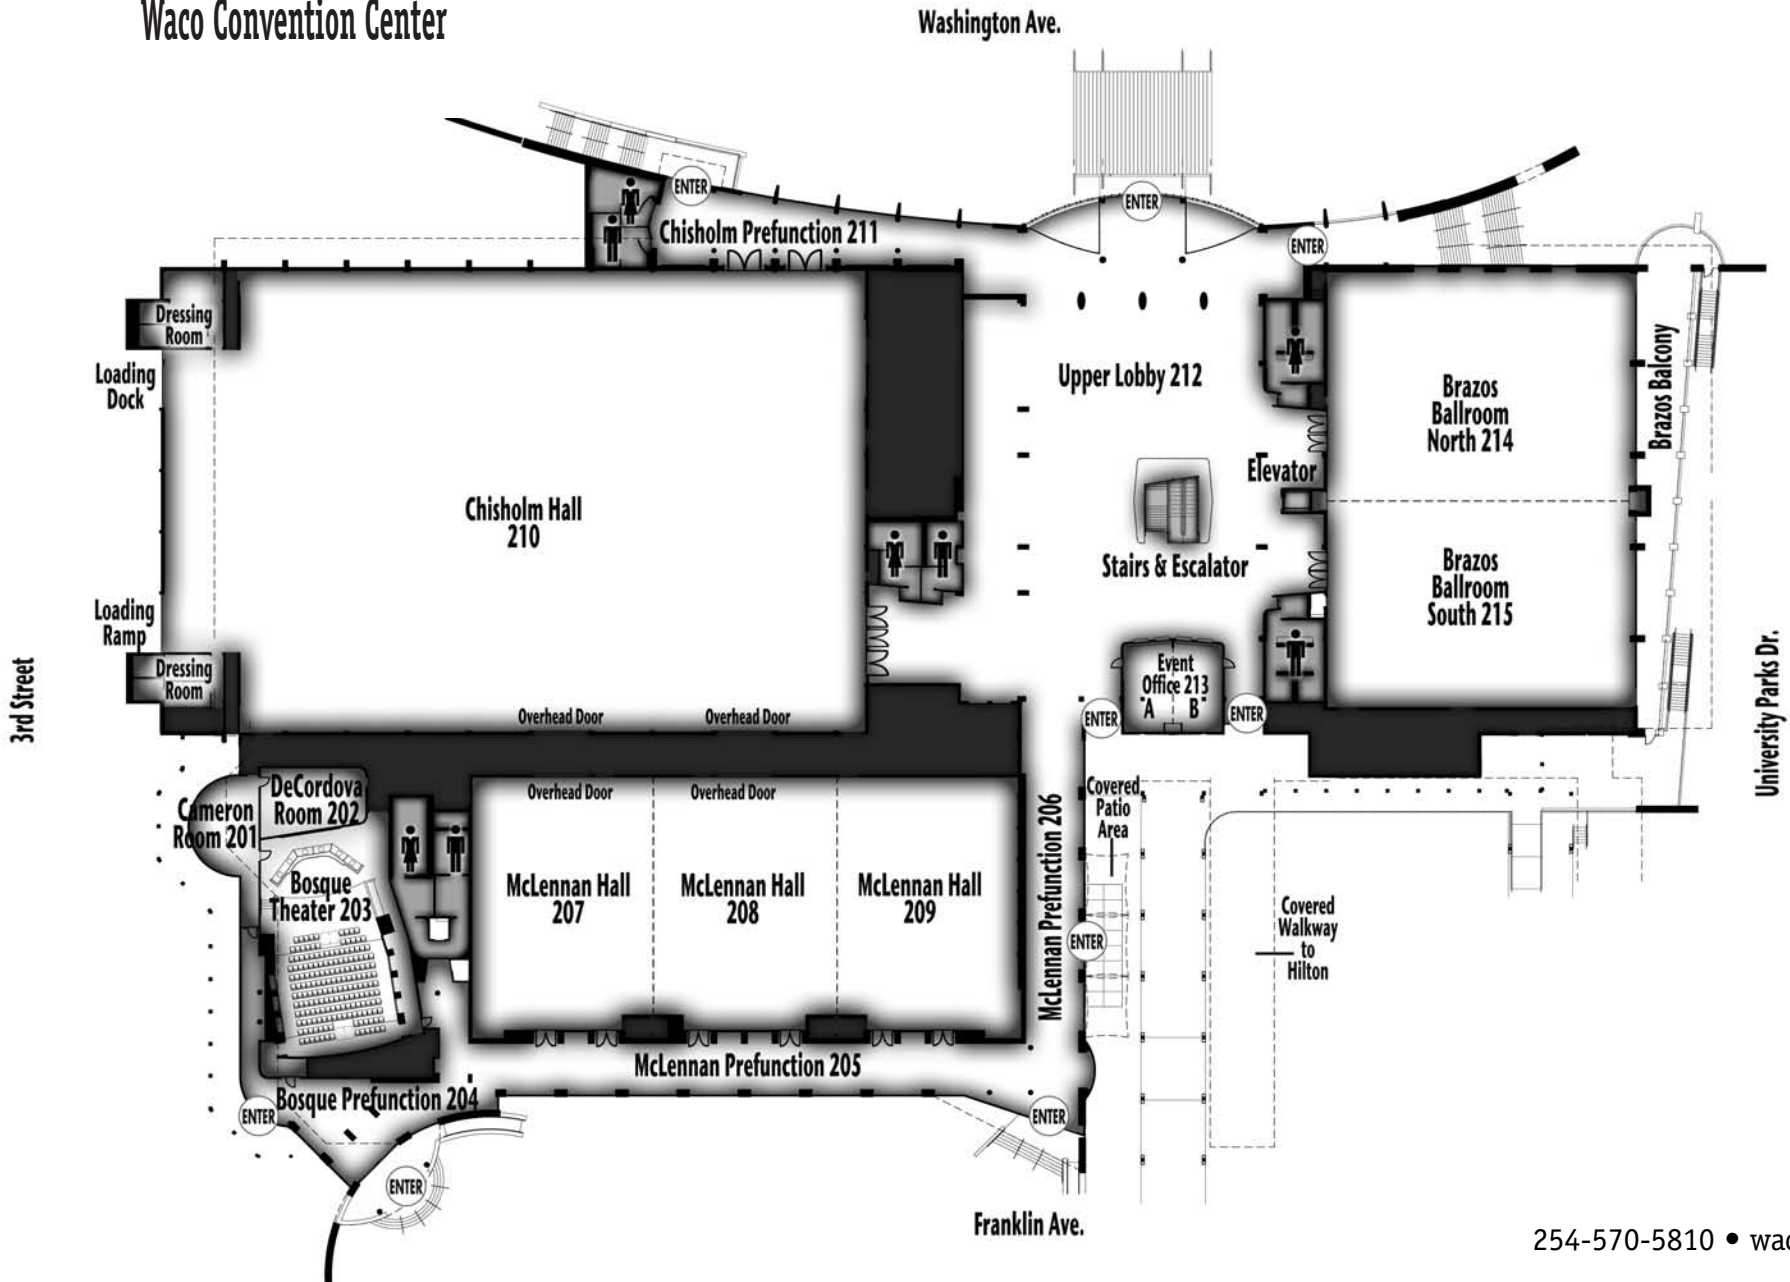 Waco Convention Center
Washington Ave.
ENTER
ENTER
Chisholm Prefunction 211
ENTER
Dressing
Room
Loading
Dock
Upper Lobby 212
Brazos
Ballroom
North 214
Brazos Balcony
Elevator
Chisholm Hall
210
Stairs & Escalator
Brazos
Ballroom
South 215
Loading
Ramp
Dressing
Room
3rd Street
Event
Office 213
A B
University Parks Dr.
Overhead Door
Overhead Door
ENTER
ENTER
DeCordova
Room 202
Cameron
Room 201
Overhead Door
Overhead Door
Covered
Patio
Area
McLennan Prefunction 206
Bosque
Theater 203
McLennan Hall
207
McLennan Hall
208
McLennan Hall
209
Covered
Walkway
to
Hilton
ENTER
McLennan Prefunction 205
Bosque Prefunction 204
ENTER
ENTER
ENTER
Franklin Ave.
254-570-5810 •